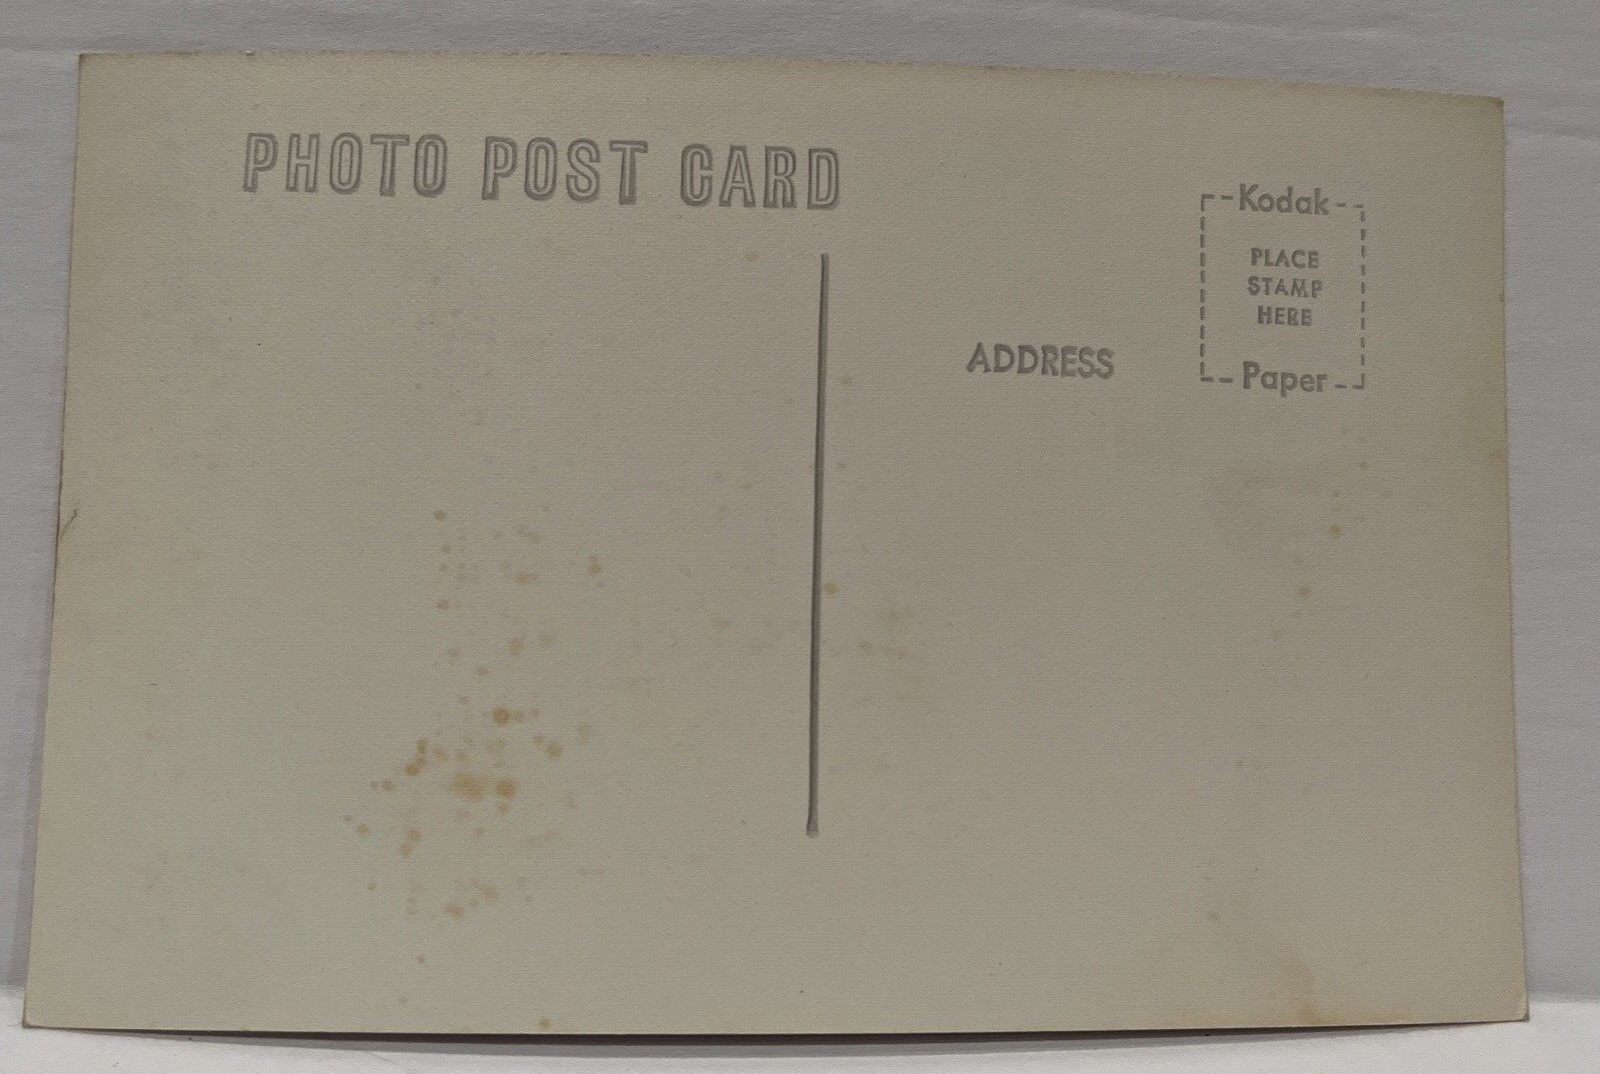 PHOTO POST CARD
Kodak
PLACE
STAMP
HERE
Paper
ADDRESS